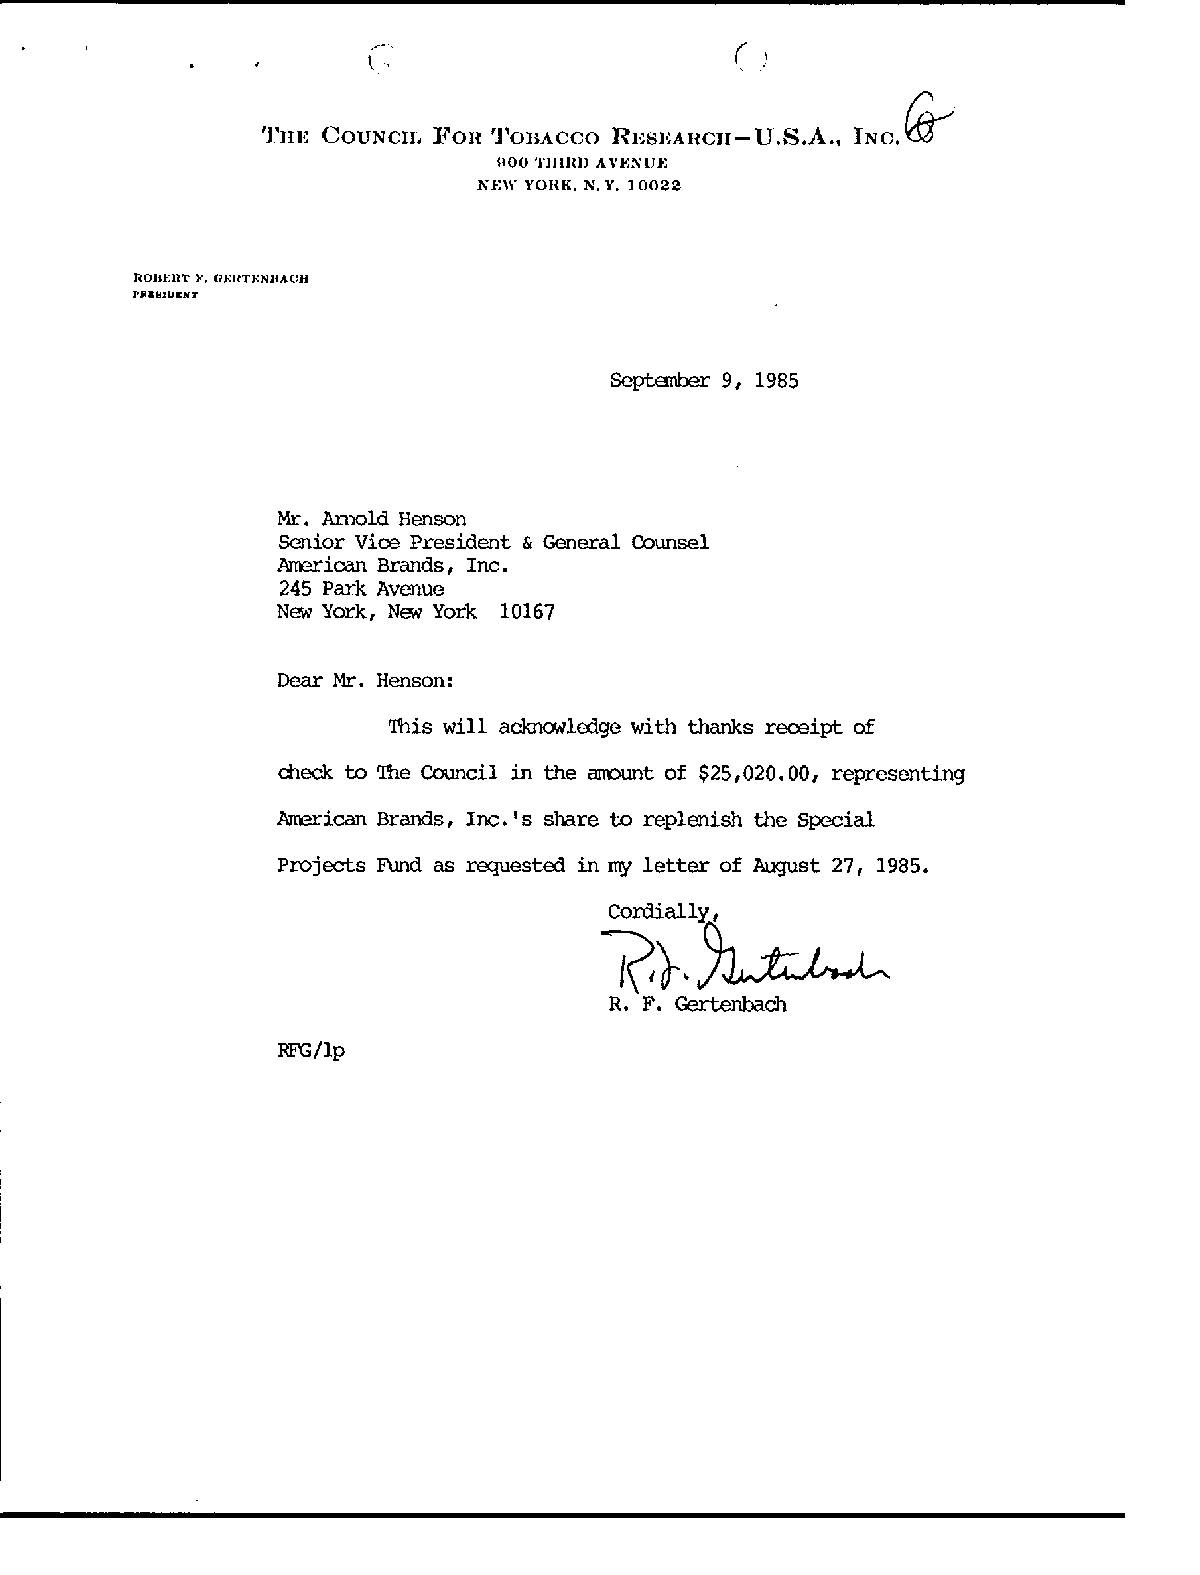 THE COUNCIL FOR TOBACCO RESEARCH—U.S.A., INC.
900 THIRD AVENUE
NEW YORK, N.Y. 10022
ROBERT F. GERTENBACH
PRESIDENT
September 9, 1985
Mr. Arnold Henson
Senior Vice President & General Counsel
American Brands, Inc.
245 Park Avenue
New York, New York 10167
Dear Mr. Henson:
This will acknowledge with thanks receipt of
check to The Council in the amount of $25,020.00, representing
American Brands, Inc.'s share to replenish the Special
Projects Fund as requested in my letter of August 27, 1985.
Cordially,
R.F. Gertenbach
R. F. Gertenbach
RFG/lp